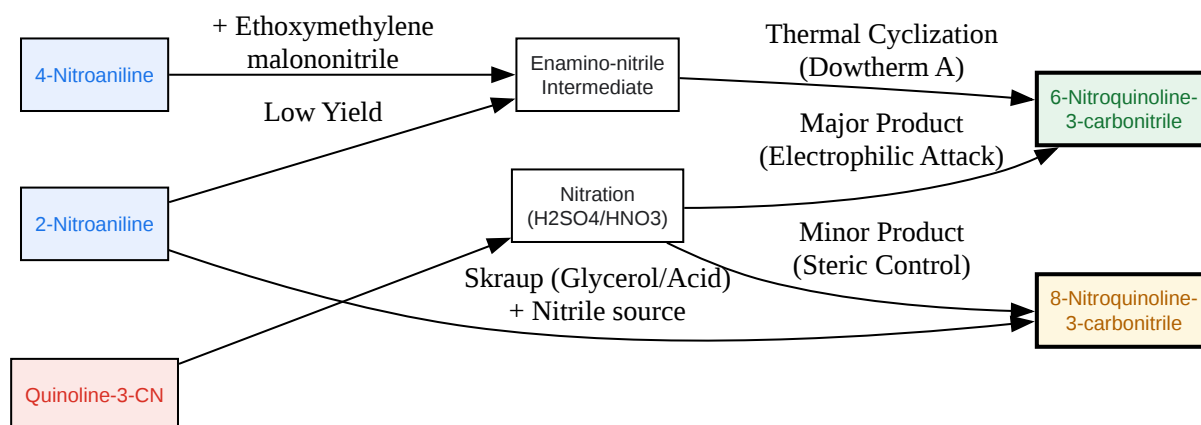 + Ethoxymethylene
malononitrile
4-Nitroaniline
Enamino-nitrile
Intermediate
Thermal Cyclization
(Dowtherm A)
6-Nitroquinoline-
3-carbonitrile
Low Yield
Major Product
(Electrophilic Attack)
2-Nitroaniline
Nitration
(H2SO4/HNO3)
Minor Product
(Steric Control)
Skraup (Glycerol/Acid)
+ Nitrile source
8-Nitroquinoline-
3-carbonitrile
Quinoline-3-CN